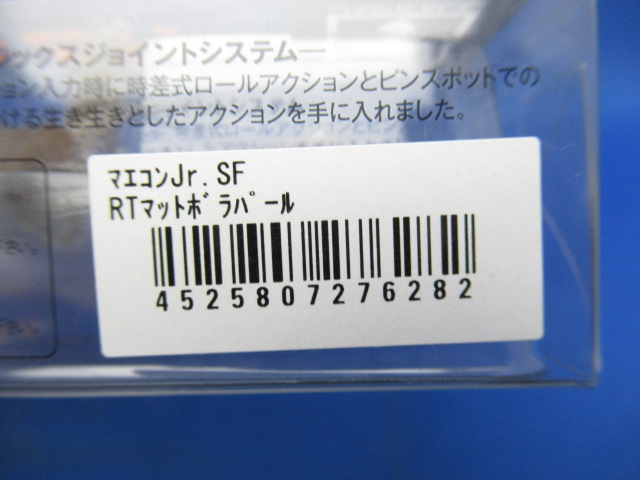 レックスジョイントシステム―
ション入力時に時差式ロールアクションとピンスポットでの
ける生き生きとしたアクションを手に入れました。
ﾏｴｺﾝJr.SF
RTﾏｯﾄﾎﾞﾗﾊﾟｰﾙ
4525807276282